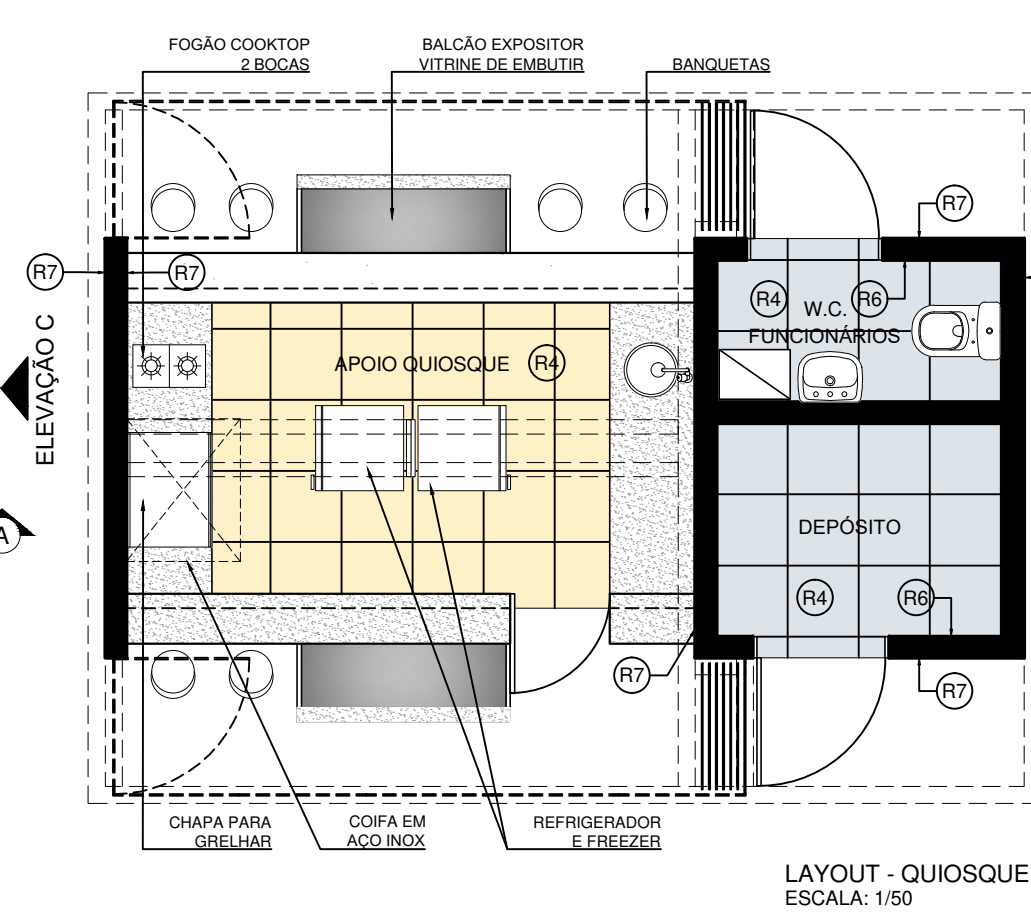 FOGÃO COOKTOP
2 BOCAS
BALCÃO EXPOSITOR
VITRINE DE EMBUTIR
BANQUETAS
R7
R7
R7
ELEVAÇÃO C
R4
R6
W.C.
FUNCIONÁRIOS
APOIO QUIOSQUE
R4
A
DEPÓSITO
R4
R6
R7
R7
CHAPA PARA
GRELHAR
COIFA EM
AÇO INOX
REFRIGERADOR
E FREEZER
LAYOUT - QUIOSQUE
ESCALA: 1/50